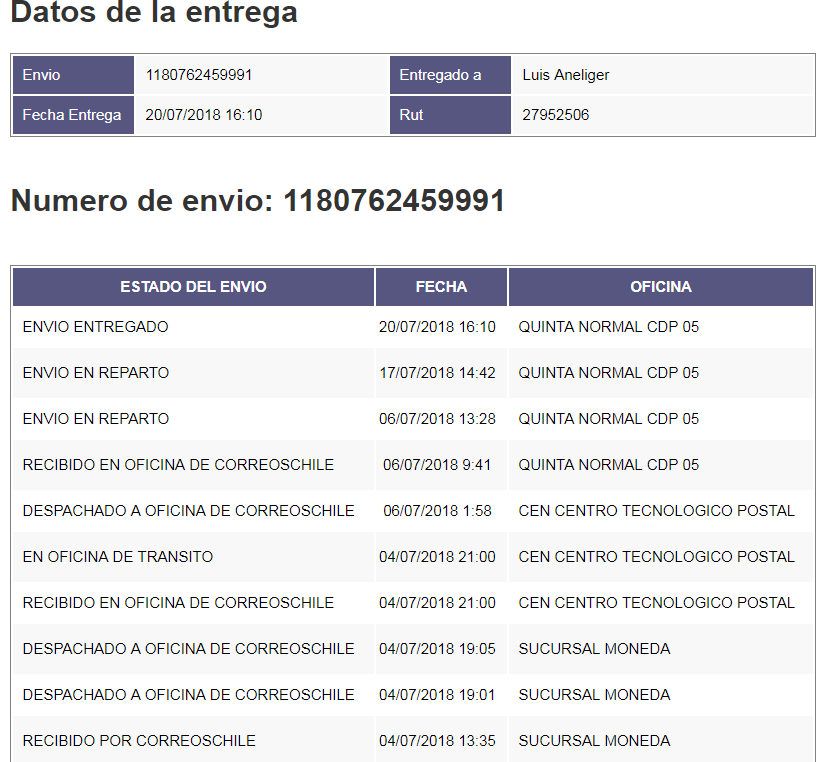 Datos de la entrega
Envio 1180762459991 Entregado a Luis Aneliger
Fecha Entrega 20/07/2018 16:10 Rut 27952506
Numero de envio: 1180762459991
ESTADO DEL ENVIO FECHA OFICINA
ENVIO ENTREGADO 20/07/2018 16:10 QUINTA NORMAL CDP 05
ENVIO EN REPARTO 17/07/2018 14:42 QUINTA NORMAL CDP 05
ENVIO EN REPARTO 06/07/2018 13:28 QUINTA NORMAL CDP 05
RECIBIDO EN OFICINA DE CORREOSCHILE 06/07/2018 9:41 QUINTA NORMAL CDP 05
DESPACHADO A OFICINA DE CORREOSCHILE 06/07/2018 1:58 CEN CENTRO TECNOLOGICO POSTAL
EN OFICINA DE TRANSITO 04/07/2018 21:00 CEN CENTRO TECNOLOGICO POSTAL
RECIBIDO EN OFICINA DE CORREOSCHILE 04/07/2018 21:00 CEN CENTRO TECNOLOGICO POSTAL
DESPACHADO A OFICINA DE CORREOSCHILE 04/07/2018 19:05 SUCURSAL MONEDA
DESPACHADO A OFICINA DE CORREOSCHILE 04/07/2018 19:01 SUCURSAL MONEDA
RECIBIDO POR CORREOSCHILE 04/07/2018 13:35 SUCURSAL MONEDA